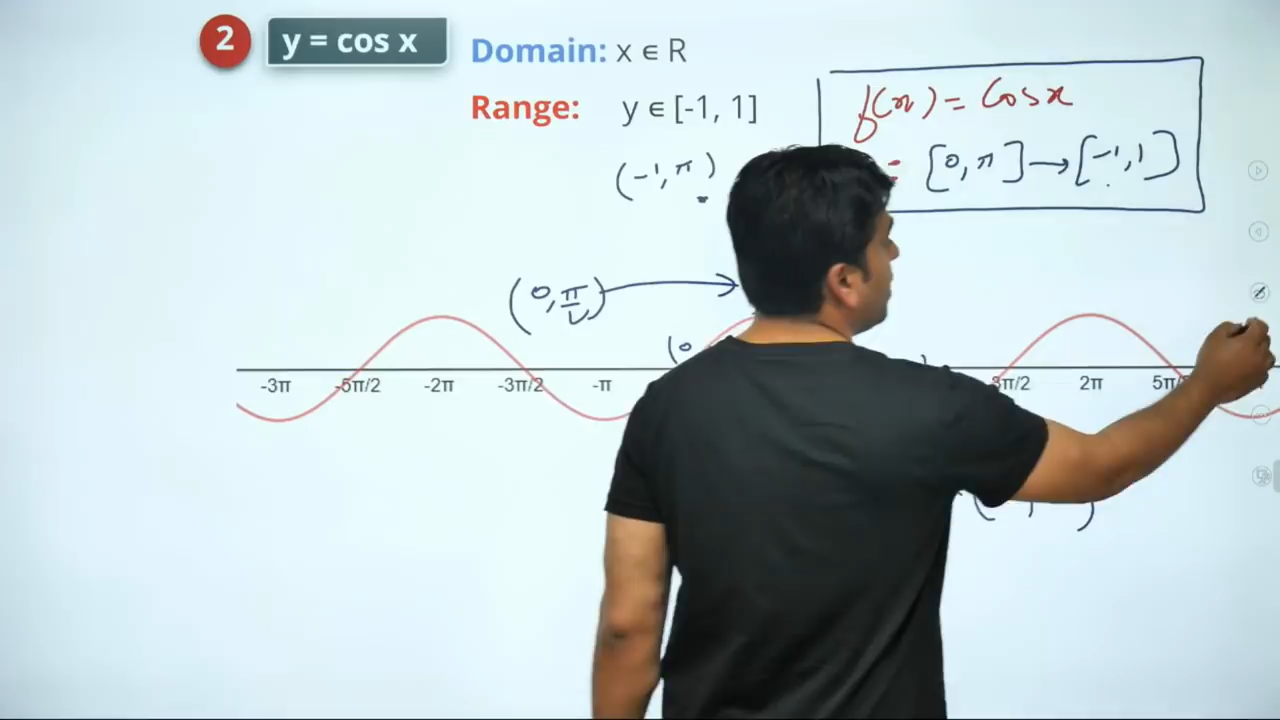 2 y = cos x
Domain: x ∈ R
Range: y ∈ [-1, 1]
f(x) = Cos x
: [0, π] → [-1, 1]
(-1, π)
(0, π/2)
(0
-3π -5π/2 -2π -3π/2 -π 3π/2 2π